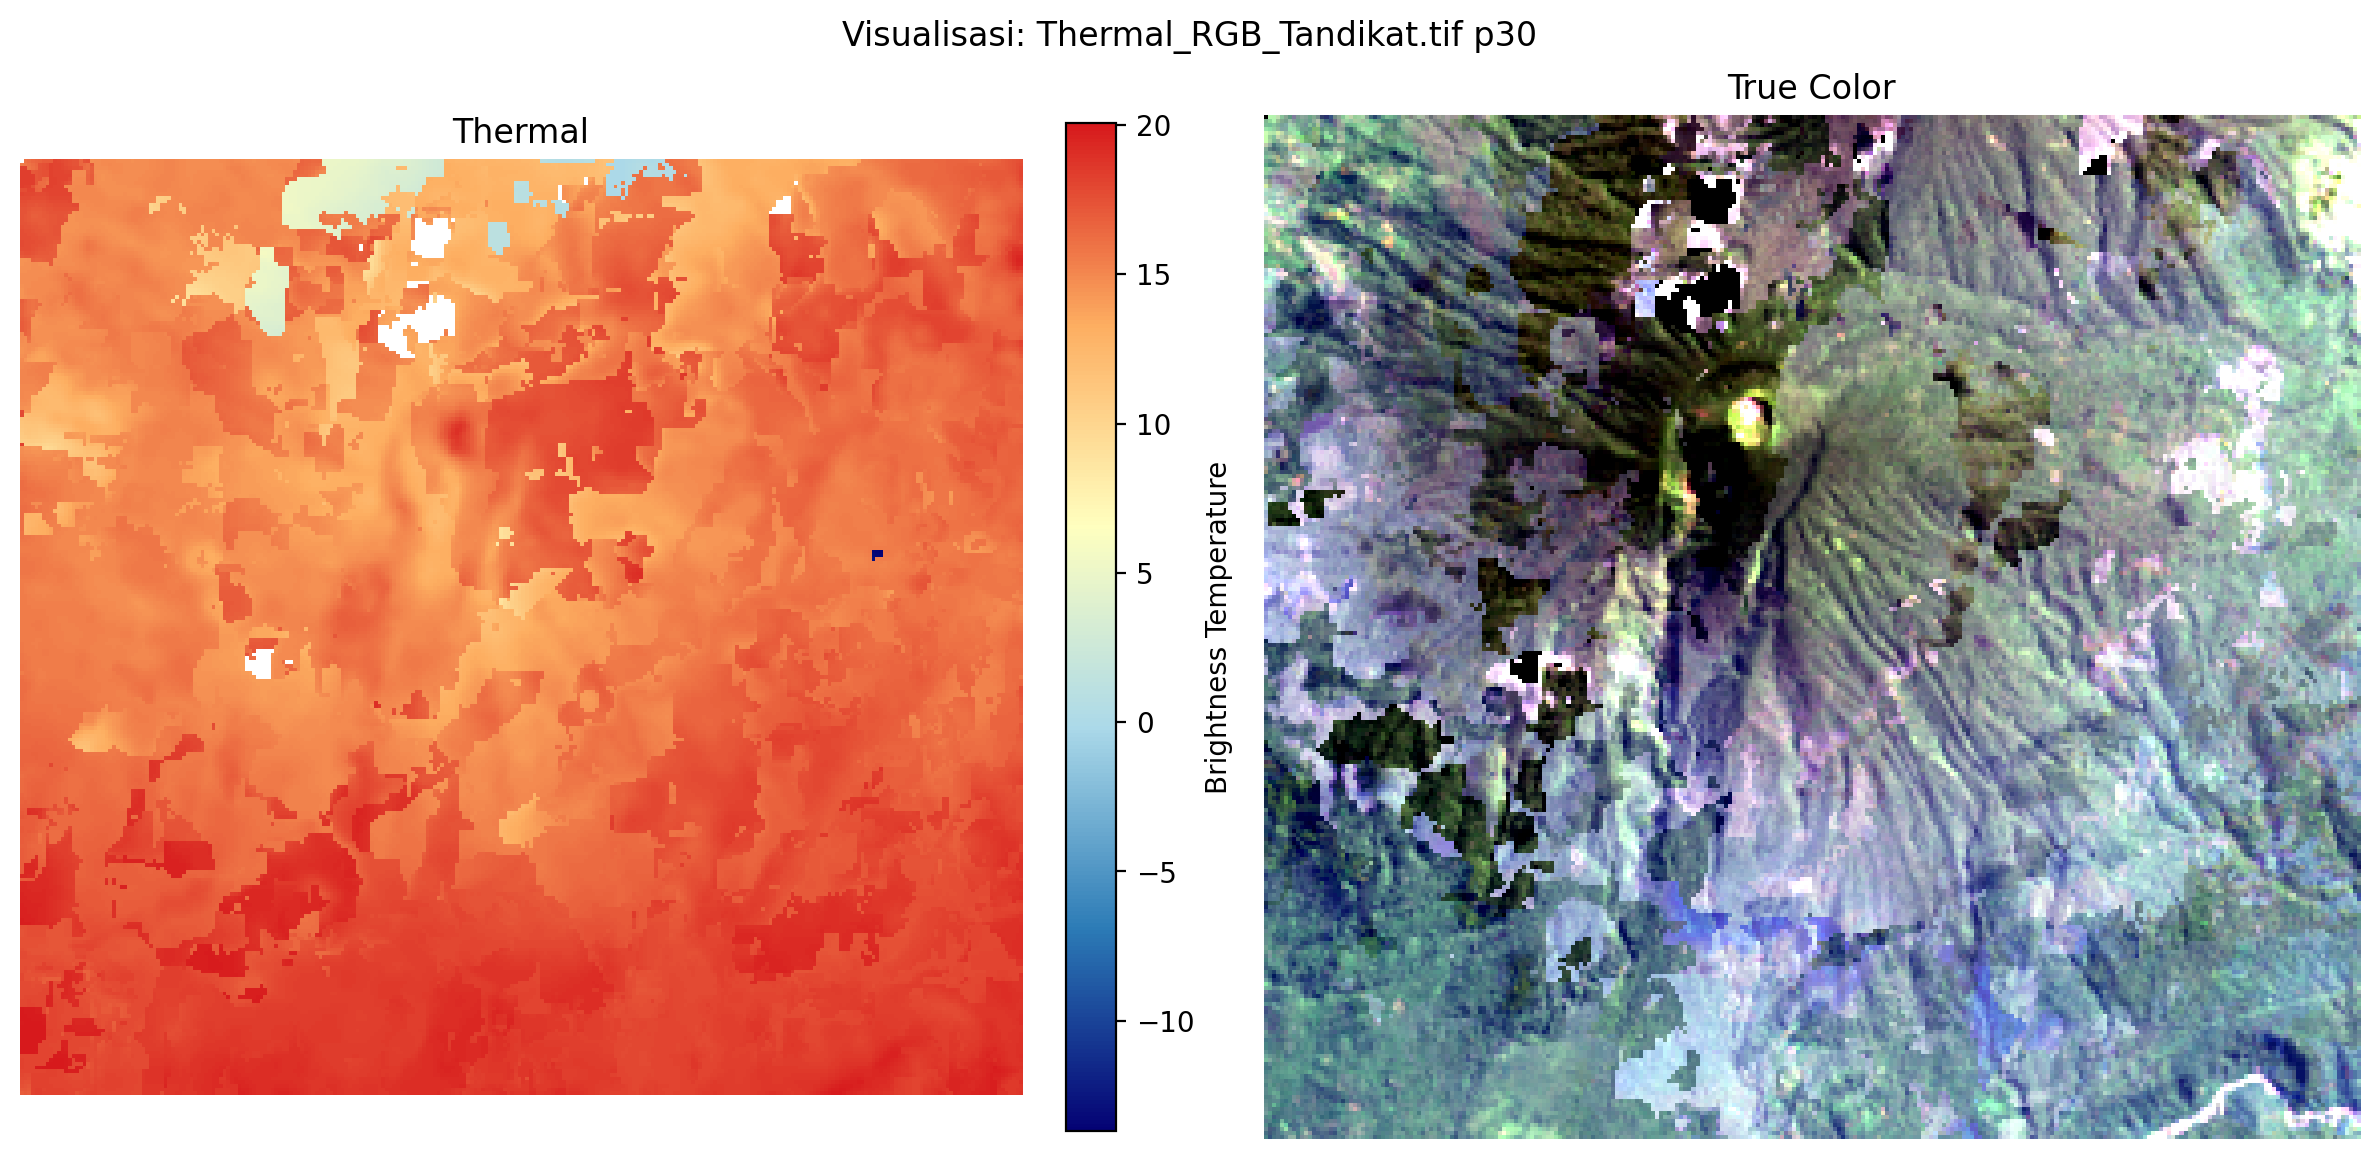 Visualisasi: Thermal_RGB_Tandikat.tif p30
Thermal
True Color
20
15
10
5
0
−5
−10
Brightness Temperature